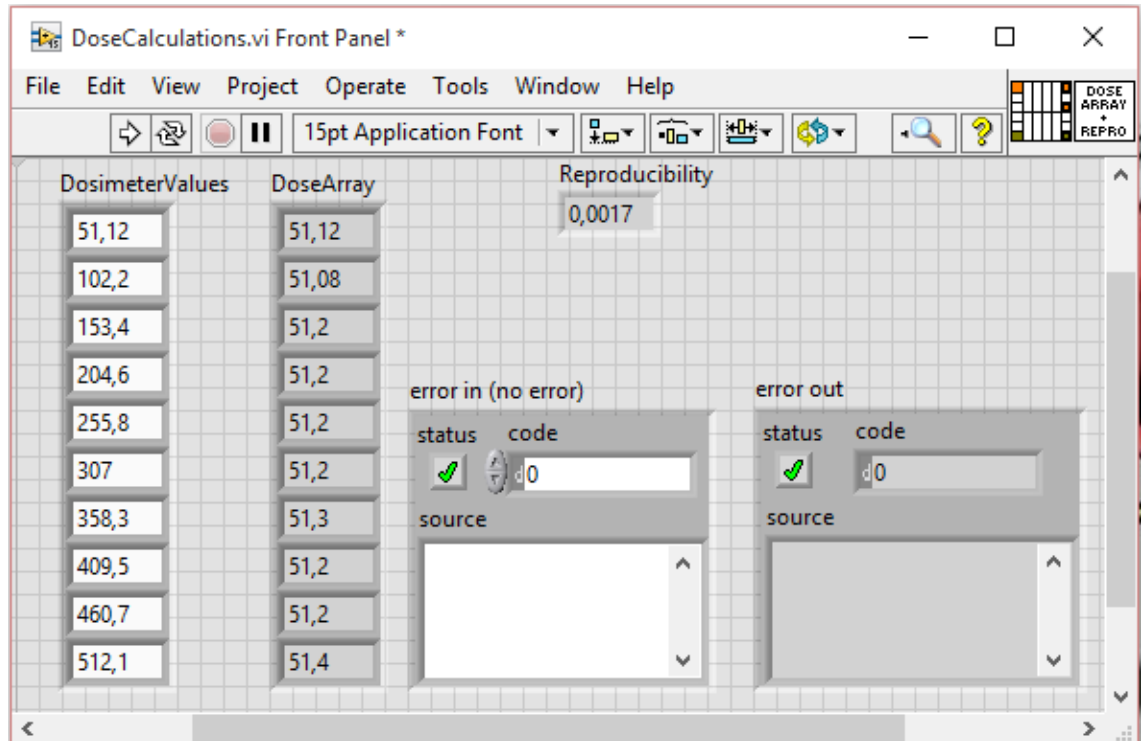 DoseCalculations.vi Front Panel *
File Edit View Project Operate Tools Window Help
DOSE
ARRAY
+
REPRO
15
15pt Application Font
DosimeterValues DoseArray Reproducibility
51,12 51,12 0,0017
102,2 51,08
153,4 51,2
204,6 51,2
error in (no error) error out
255,8 51,2
status code status code
307 51,2 d 0 d 0
358,3 51,3
source source
409,5 51,2
460,7 51,2
512,1 51,4